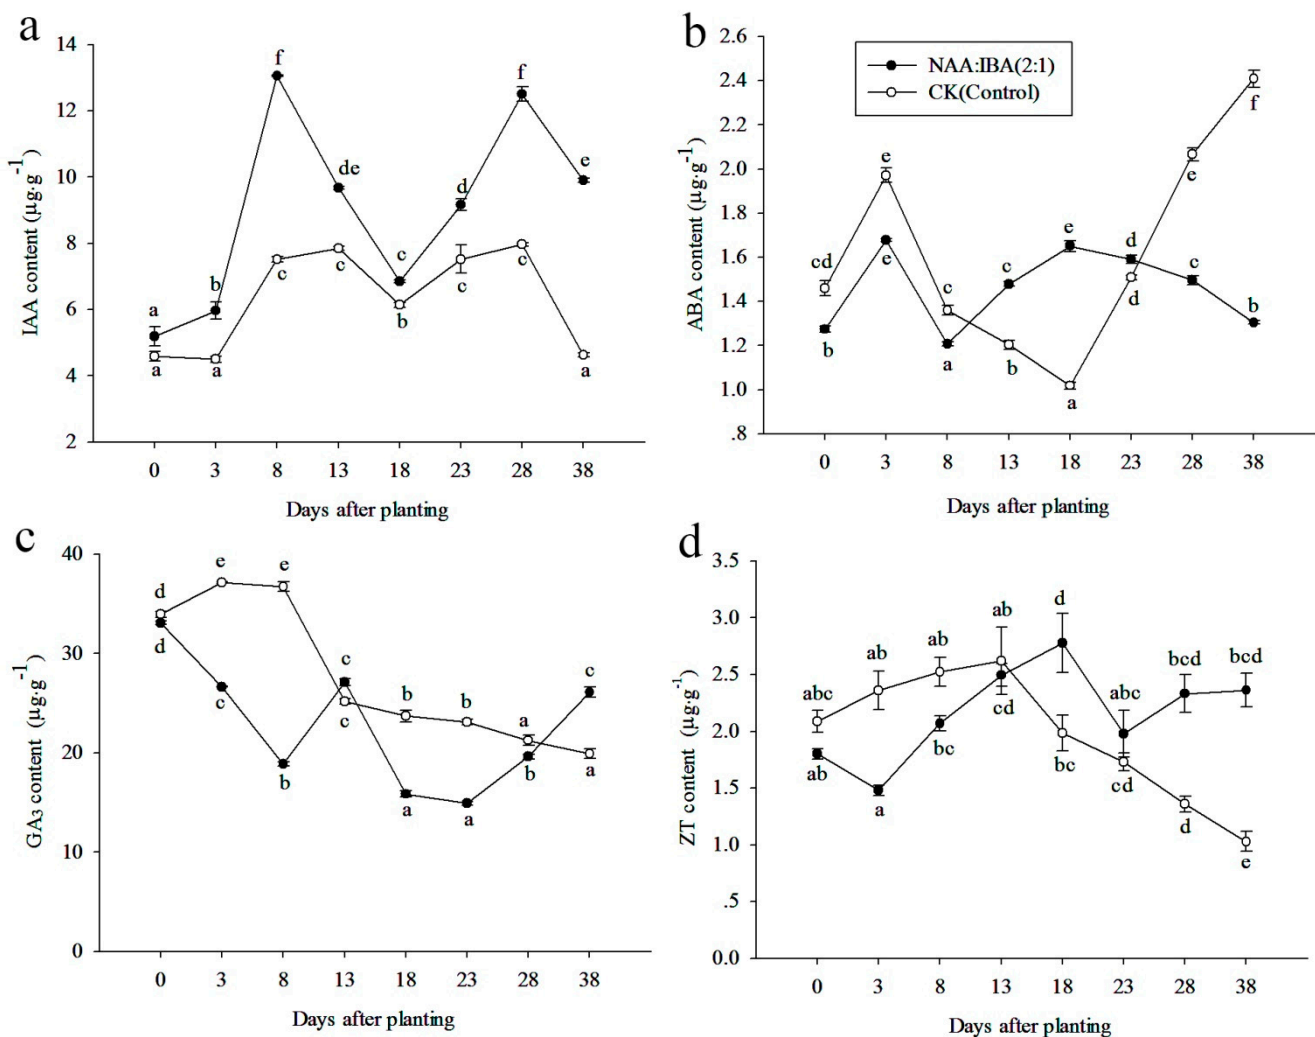 a
14
12
10
8
6
4
2
IAA content (µg·g-1)
a b f de c d f e
a a c c b c c a
0 3 8 13 18 23 28 38
Days after planting
b
2.6
2.4
2.2
2.0
1.8
1.6
1.4
1.2
1.0
.8
ABA content (µg·g-1)
NAA:IBA(2:1)
CK(Control)
cd e c c e d e f
b e a b a d c b
0 3 8 13 18 23 28 38
Days after planting
c
40
30
20
10
0
GA3 content (µg·g-1)
d e e c b b a c
d c b c a a b a
0 3 8 13 18 23 28 38
Days after planting
d
3.5
3.0
2.5
2.0
1.5
1.0
.5
0.0
ZT content (µg·g-1)
abc ab ab ab d abc bcd bcd
ab a bc cd bc cd d e
0 3 8 13 18 23 28 38
Days after planting